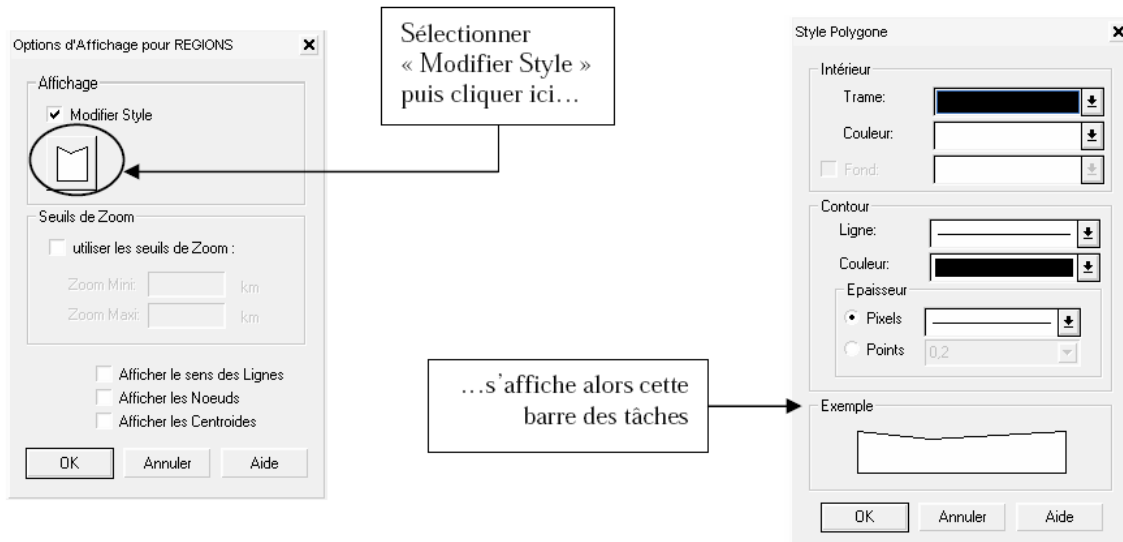 Options d'Affichage pour REGIONS
Affichage
Modifier Style
Seuils de Zoom
utiliser les seuils de Zoom :
Zoom Mini:
km
Zoom Maxi:
km
Afficher le sens des Lignes
Afficher les Noeuds
Afficher les Centroides
OK
Annuler
Aide
Sélectionner
« Modifier Style »
puis cliquer ici…
…s'affiche alors cette
barre des tâches
Style Polygone
Intérieur
Trame:
Couleur:
Fond:
Contour
Ligne:
Couleur:
Epaisseur
Pixels
Points
0,2
Exemple
OK
Annuler
Aide